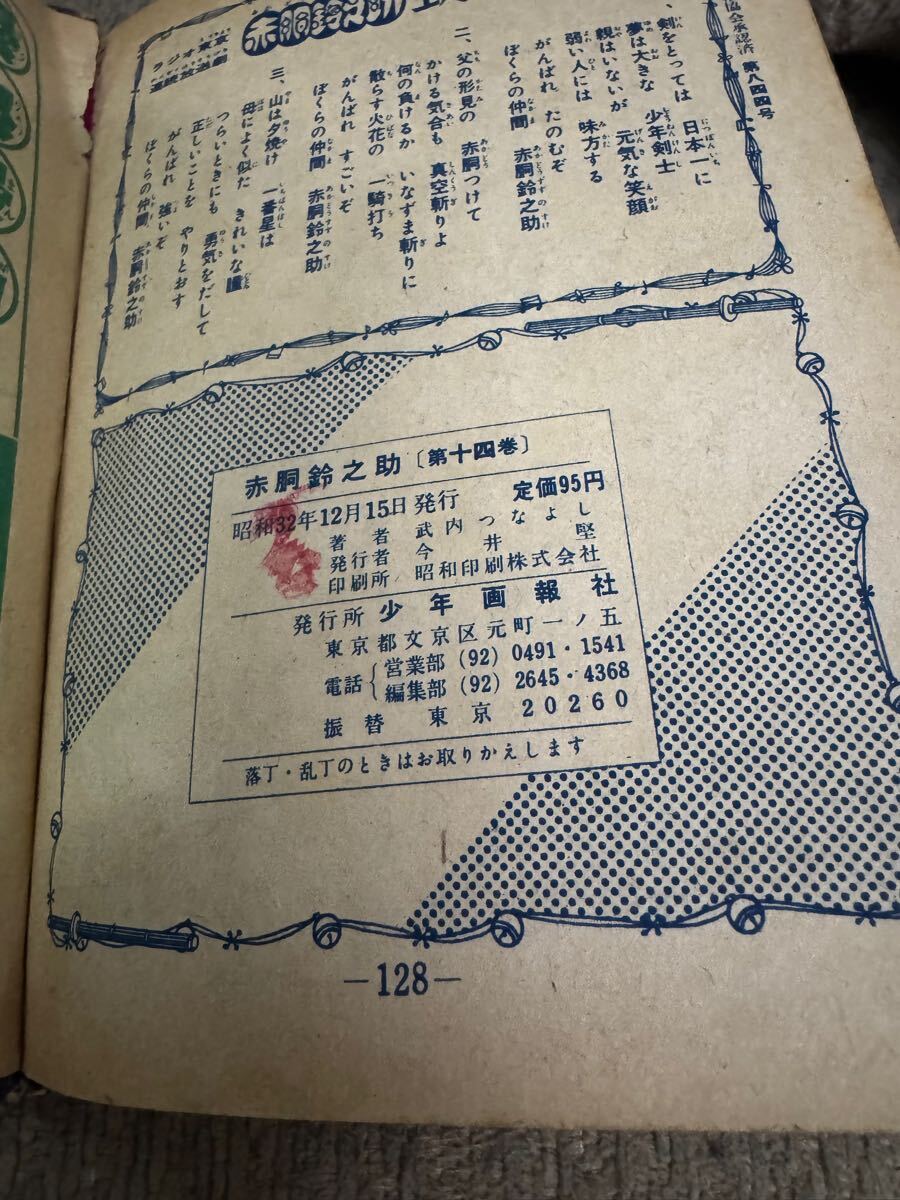 協会承認済 第八四四号
赤胴鈴之助
ラジオ東京
連続放送劇
、剣をとっては 日本一に
夢は大きな 少年剣士
親はいないが 元気な笑顔
弱い人には 味方する
がんばれ たのむぞ
ぼくらの仲間 赤胴鈴之助
二、父の形見の 赤胴つけて
かける気合も 真空斬りよ
何の負けるか いなずま斬りに
散らす火花の 一騎打ち
がんばれ すごいぞ
ぼくらの仲間 赤胴鈴之助
三、山は夕焼け 一番星は
母によく似た きれいな瞳
つらいときにも 勇気をだして
正しいことを やりとおす
がんばれ 強いぞ
ぼくらの仲間 赤胴鈴之助
赤胴鈴之助〔第十四巻〕
昭和32年12月15日発行 定価95円
著者 武内つなよし
発行者 今井堅
印刷所 昭和印刷株式会社
発行所 少年画報社
東京都文京区元町一ノ五
電話 営業部 (92) 0491・1541
編集部 (92) 2645・4368
振替 東京 20260
落丁・乱丁のときはお取りかえします
—128—